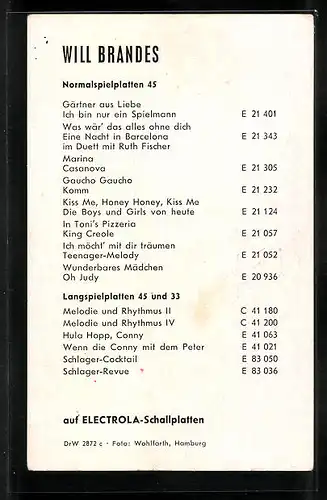 WILL BRANDES
Normalspielplatten 45
Gärtner aus Liebe
Ich bin nur ein Spielmann E 21 401
Was wär' das alles ohne dich
Eine Nacht in Barcelona E 21 343
im Duett mit Ruth Fischer
Marina
Casanova E 21 305
Gaucho Gaucho
Komm E 21 232
Kiss Me, Honey Honey, Kiss Me
Die Boys und Girls von heute E 21 124
In Toni's Pizzeria
King Creole E 21 057
Ich möcht' mit dir träumen
Teenager-Melody E 21 052
Wunderbares Mädchen
Oh Judy E 20 936
Langspielplatten 45 und 33
Melodie und Rhythmus II C 41 180
Melodie und Rhythmus IV C 41 200
Hula Hopp, Conny E 41 063
Wenn die Conny mit dem Peter E 41 021
Schlager-Cocktail E 83 050
Schlager-Revue E 83 036
auf ELECTROLA-Schallplatten
DrW 2872 c · Foto: Wohlfarth, Hamburg